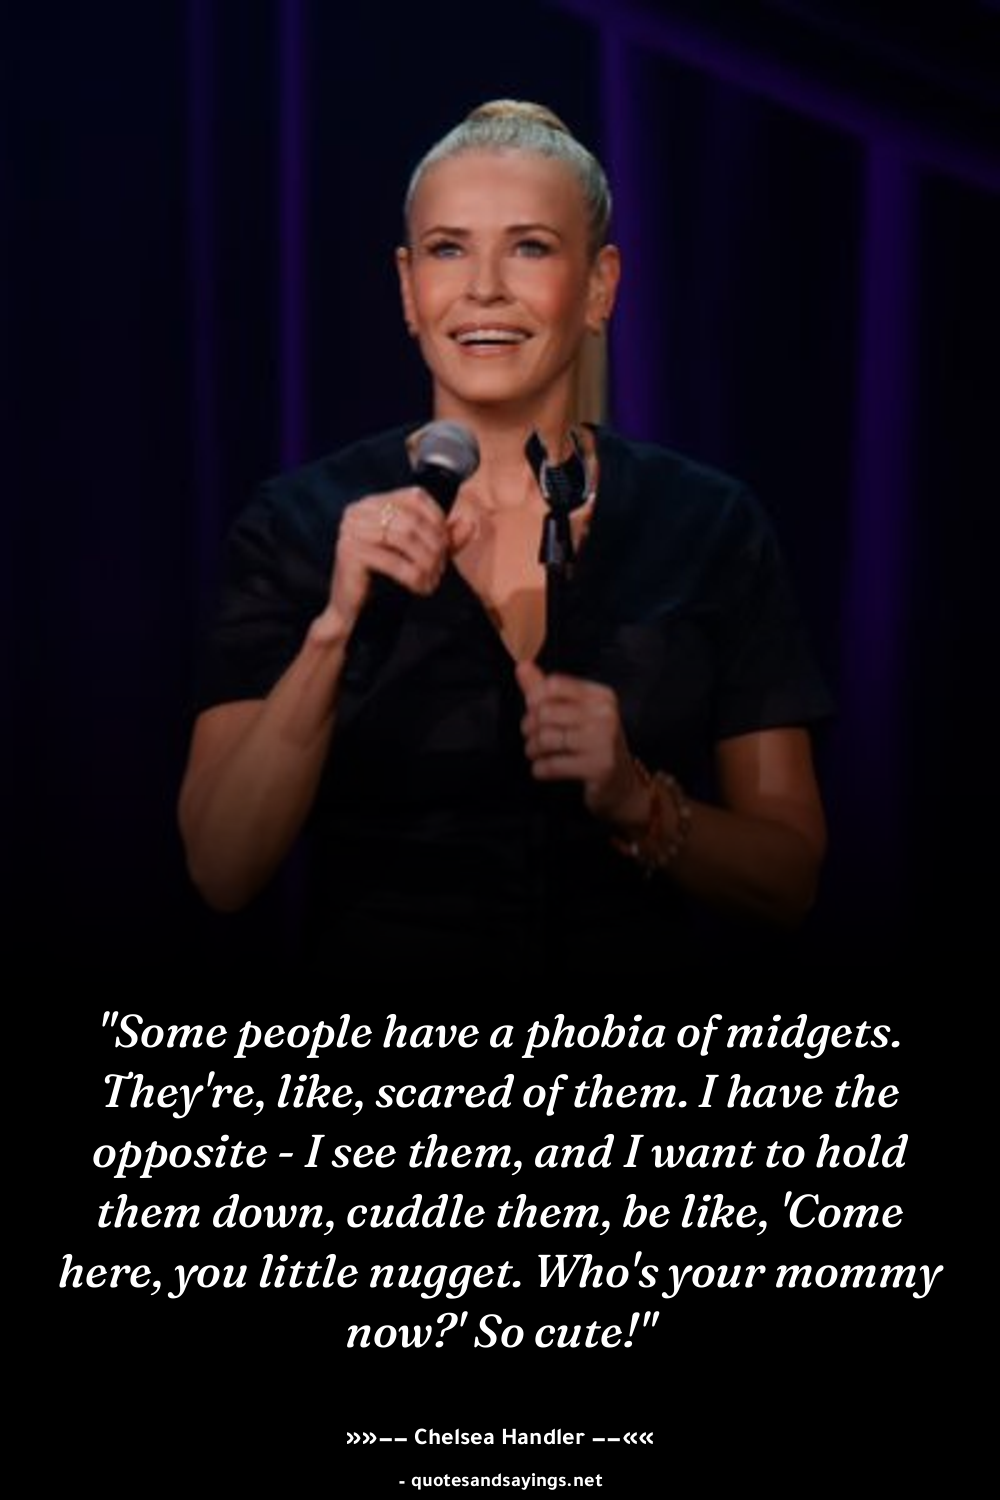 "Some people have a phobia of midgets.
They're, like, scared of them. I have the
opposite - I see them, and I want to hold
them down, cuddle them, be like, 'Come
here, you little nugget. Who's your mommy
now?' So cute!"
»»–– Chelsea Handler ––««
- quotesandsayings.net